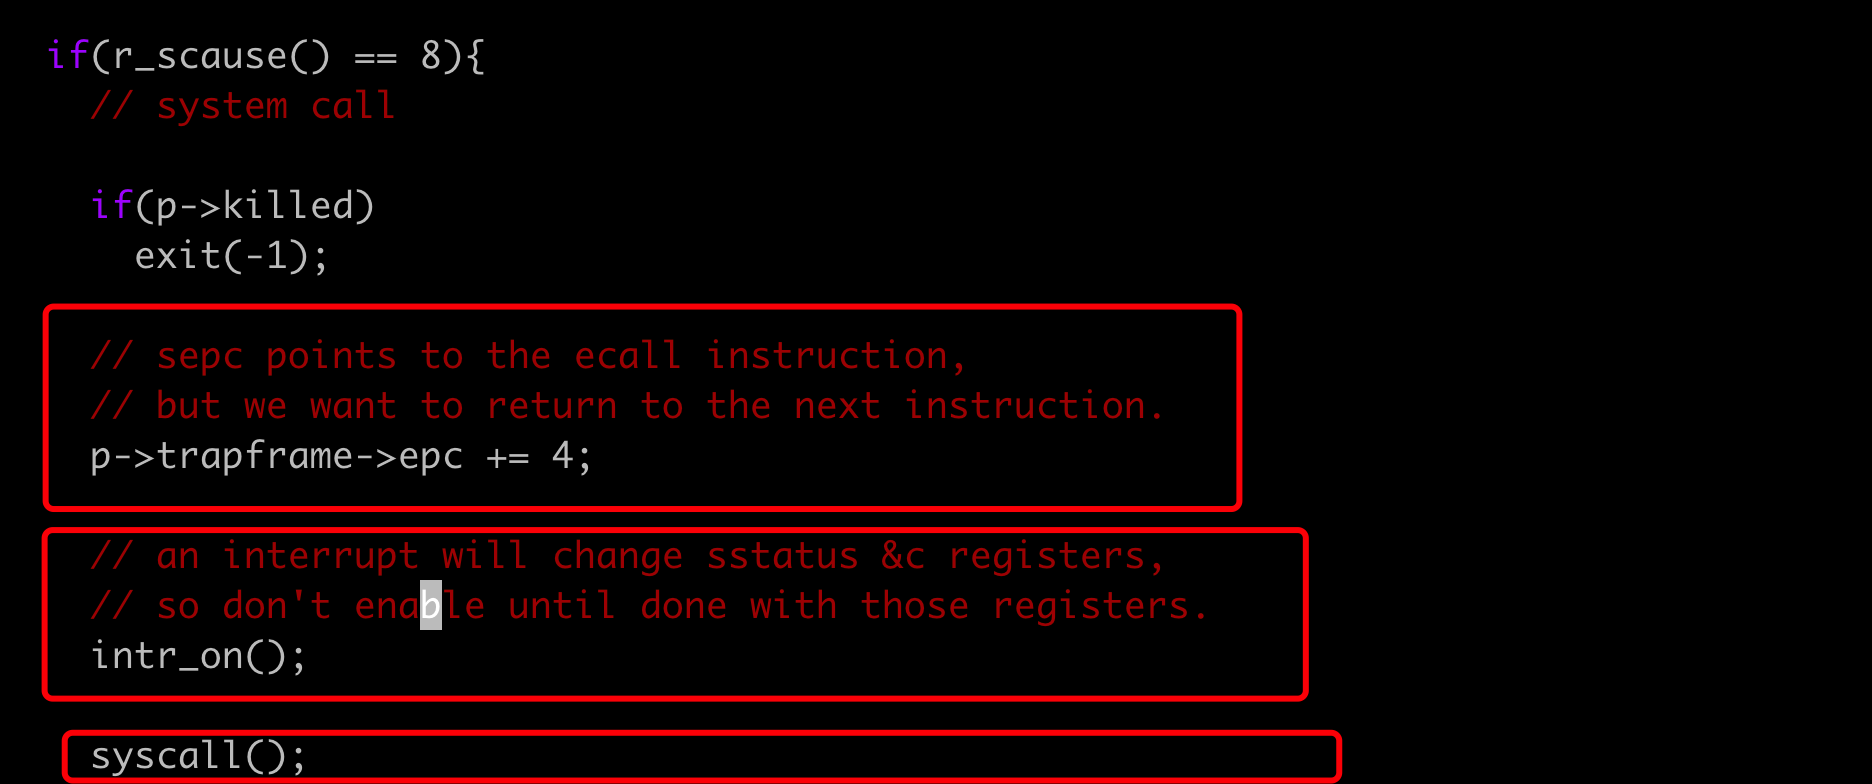 if(r_scause() == 8){
// system call
if(p->killed)
exit(-1);
// sepc points to the ecall instruction,
// but we want to return to the next instruction.
p->trapframe->epc += 4;
// an interrupt will change sstatus &c registers,
// so don't enable until done with those registers.
intr_on();
syscall();